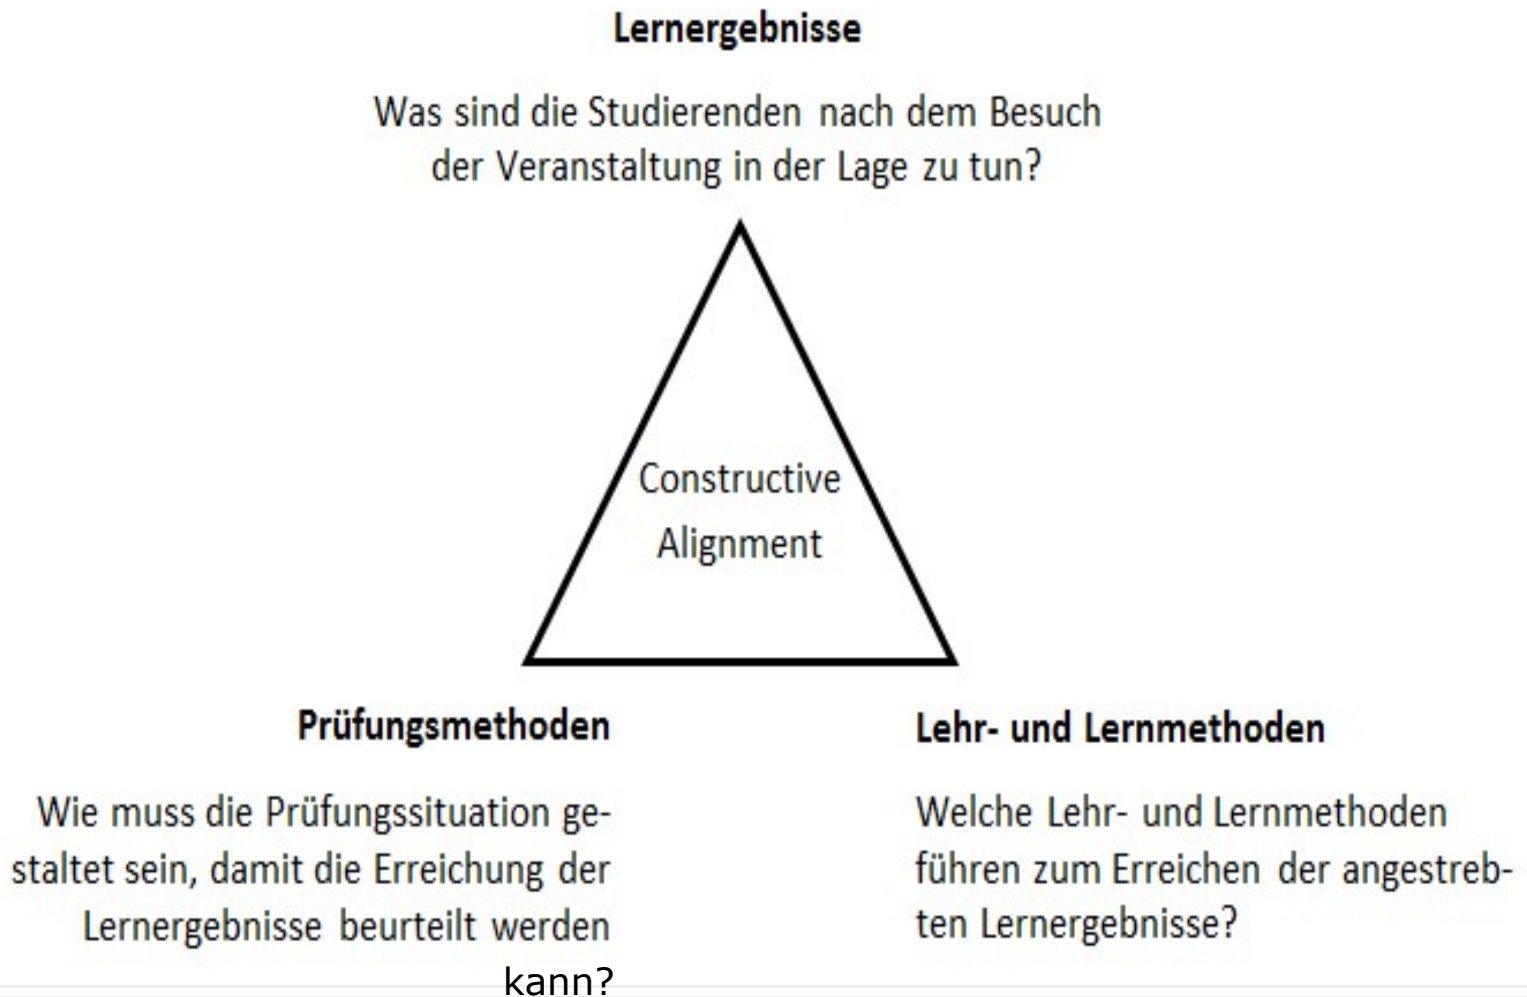 Lernergebnisse
Was sind die Studierenden nach dem Besuch
der Veranstaltung in der Lage zu tun?
Constructive
Alignment
Prüfungsmethoden
Wie muss die Prüfungssituation ge-
staltet sein, damit die Erreichung der
Lernergebnisse beurteilt werden
kann?
Lehr- und Lernmethoden
Welche Lehr- und Lernmethoden
führen zum Erreichen der angestreb-
ten Lernergebnisse?